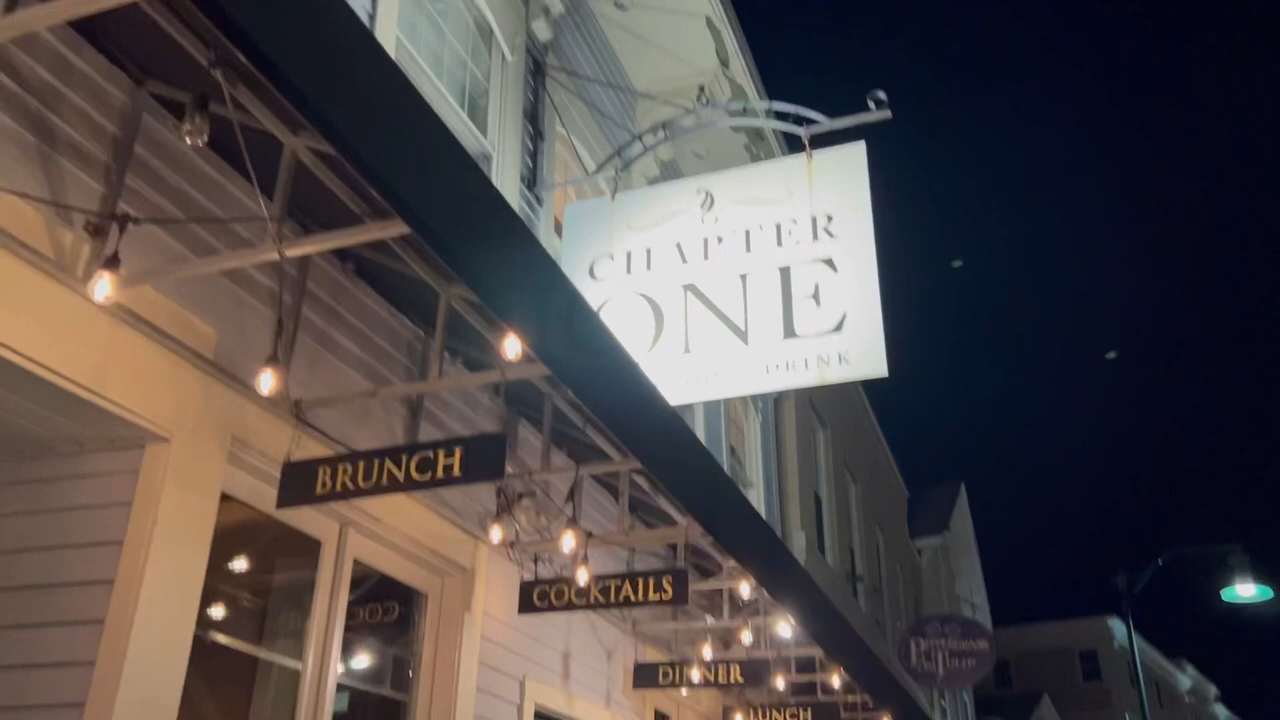 CHAPTER
ONE
DRINK
BRUNCH
COCKTAILS
DINNER
LUNCH